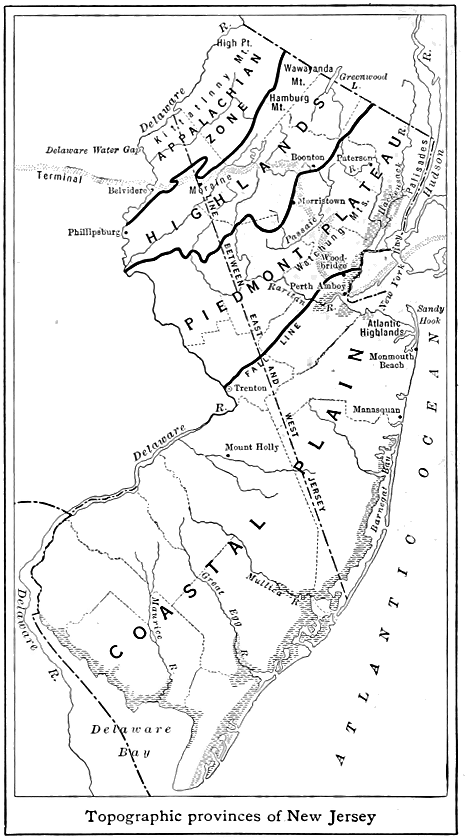 High Pt.
R.
Kittatinny Mt.
APPALACHIAN
ZONE
Delaware
Wawayanda
Mt.
Greenwood
L.
Hamburg
Mt.
R.
Delaware Water Gap
Terminal
Moraine
Belvidere
Phillipsburg
HIGHLANDS
Boonton
Paterson
R.
Hackensack
Palisades
Hudson
Morristown
Passaic
Watchung Mts.
PIEDMONT PLATEAU
Woodbridge
Perth Amboy
Raritan
R.
New York Bay
Sandy
Hook
Atlantic
Highlands
Monmouth
Beach
LINE BETWEEN EAST AND WEST JERSEY
FALL LINE
Trenton
R.
Delaware
Manasquan
Mount Holly
Barnegat Bay
COASTAL PLAIN
Mullica R.
Great Egg R.
Maurice R.
Delaware
R.
Delaware
Bay
ATLANTIC OCEAN
Topographic provinces of New Jersey